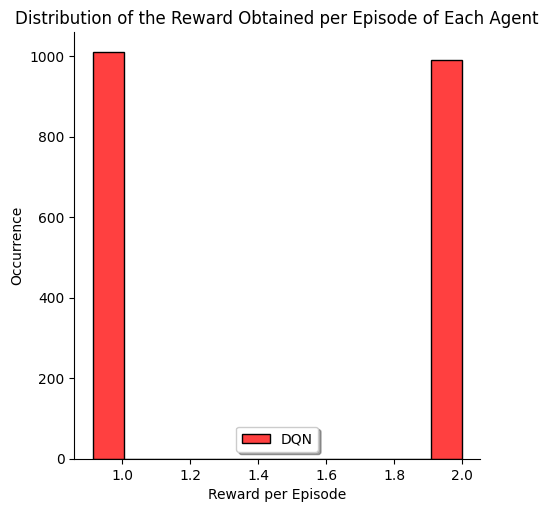 Distribution of the Reward Obtained per Episode of Each Agent
1000
800
600
400
200
0
Occurrence
DQN
1.0 1.2 1.4 1.6 1.8 2.0
Reward per Episode